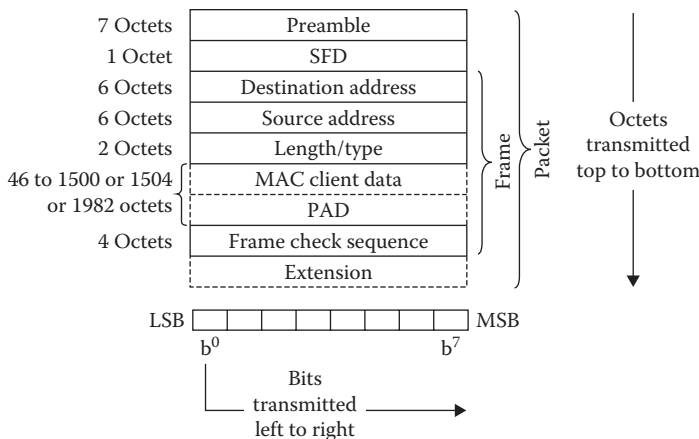 7 Octets
Preamble
1 Octet
SFD
6 Octets
Destination address
6 Octets
Source address
2 Octets
Length/type
46 to 1500 or 1504
or 1982 octets
MAC client data
PAD
4 Octets
Frame check sequence
Extension
Frame
Packet
Octets
transmitted
top to bottom
LSB
MSB
b⁰
b⁷
Bits
transmitted
left to right